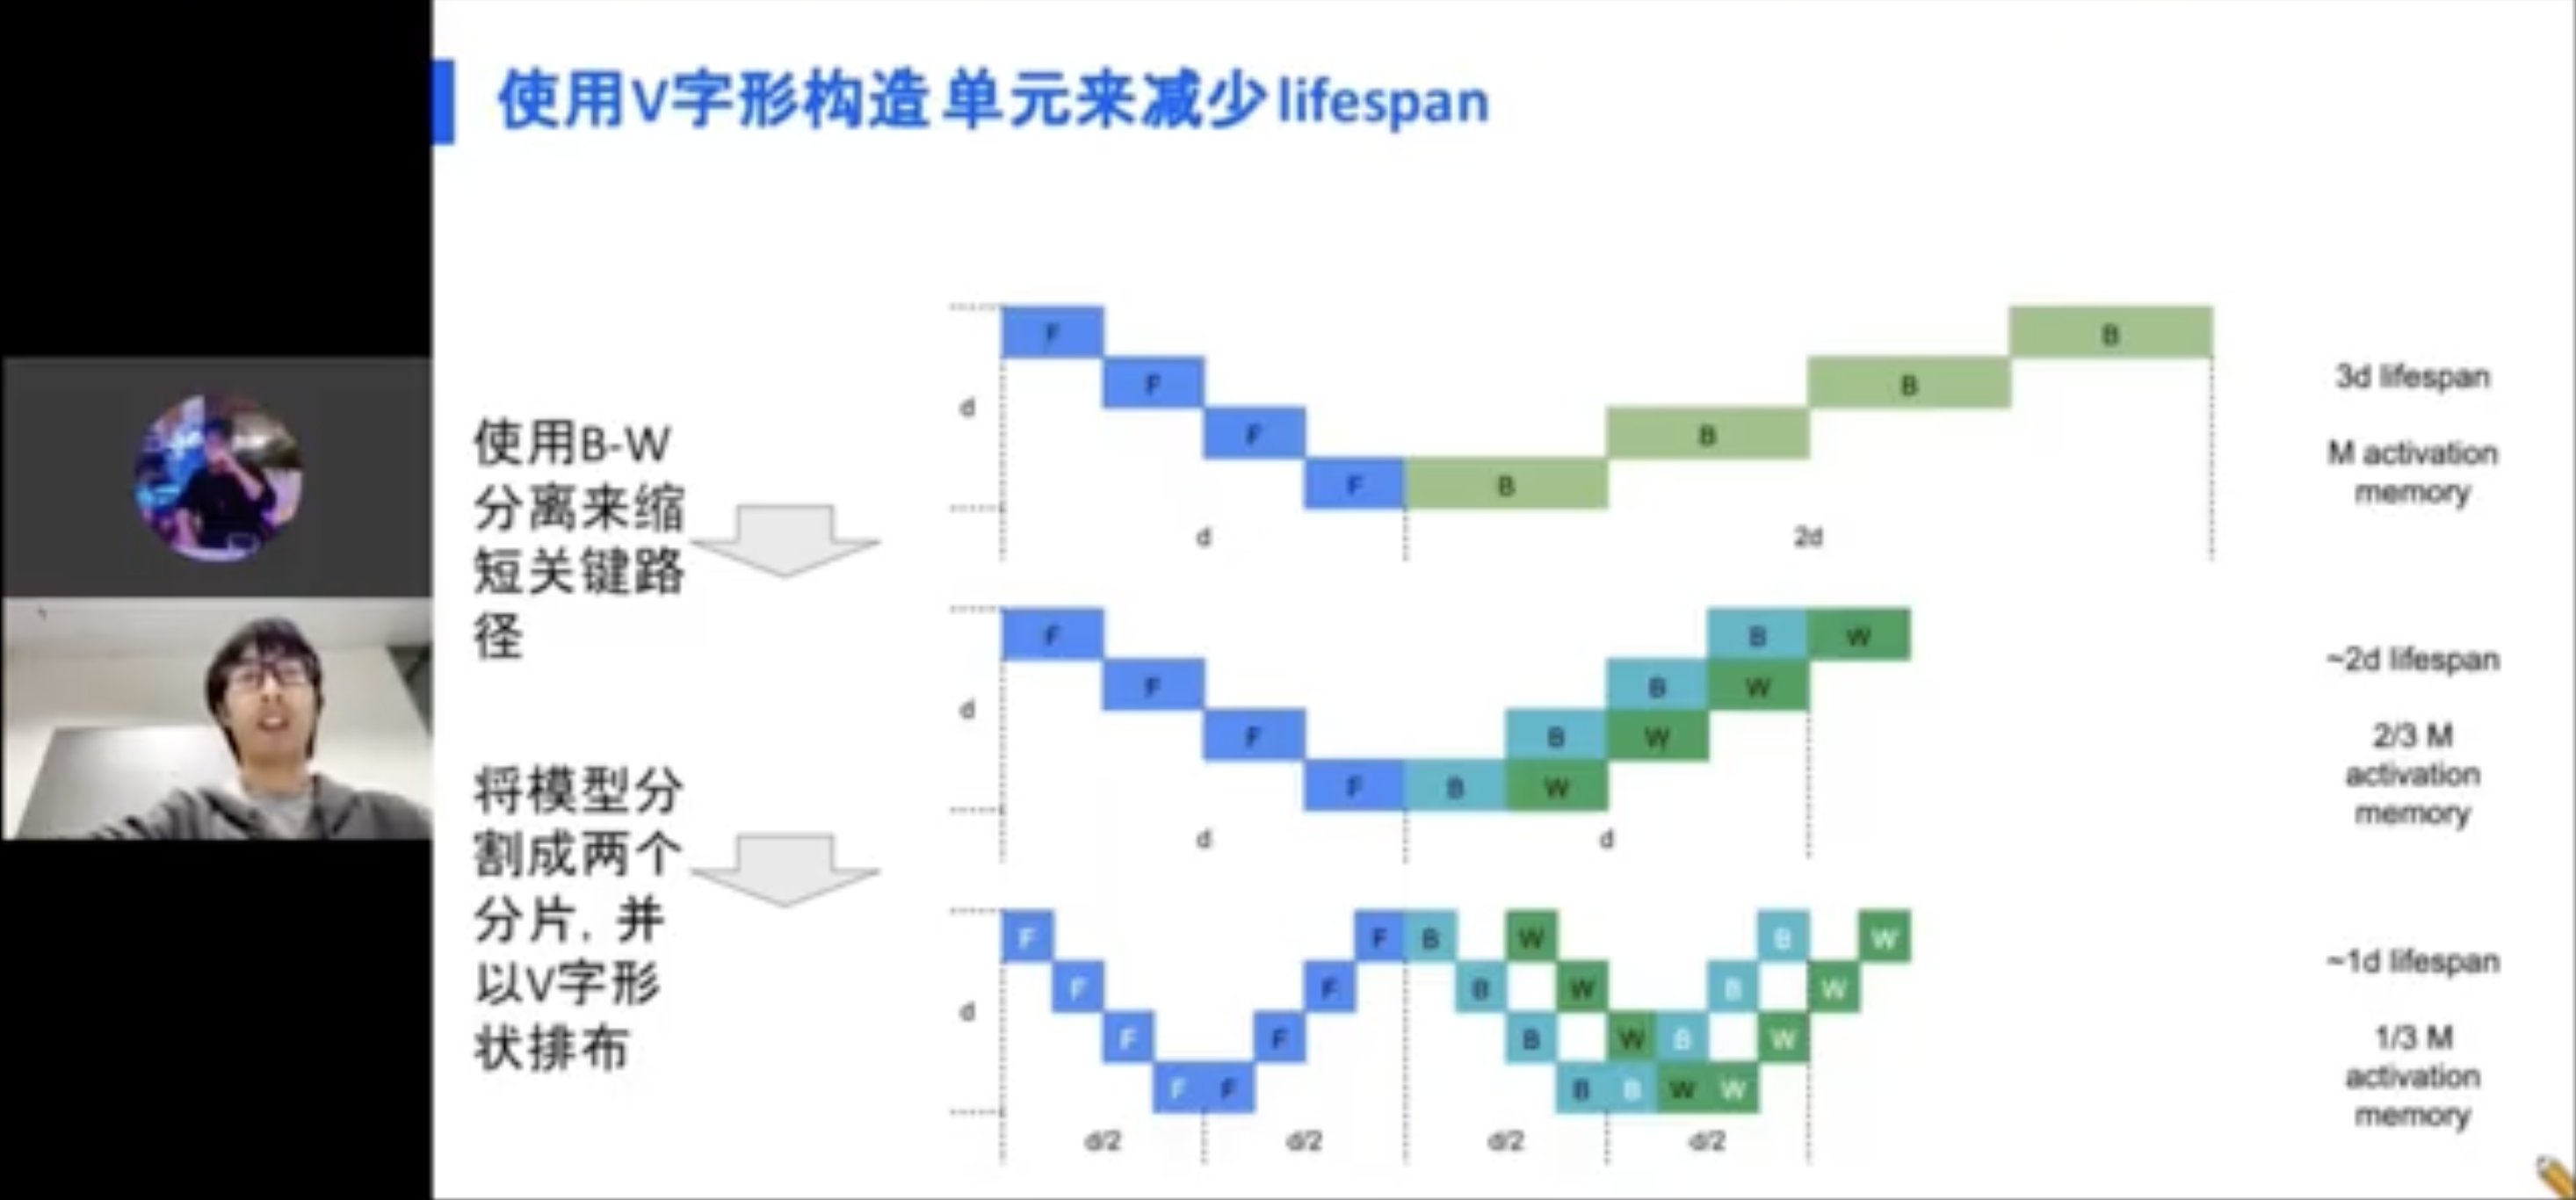 使用V字形构造单元来减少lifespan
使用B-W
分离来缩
短关键路
径
将模型分
割成两个
分片，并
以V字形
状排布
F
B
F
B
F
B
F
B
d
d
2d
3d lifespan
M activation
memory
F
B
W
F
B
W
F
B
W
F
B
W
d
d
d
~2d lifespan
2/3 M
activation
memory
F
F
B
W
B
W
F
F
B
W
B
W
F
F
B
W
B
W
F
F
B
B
W
W
d
d/2
d/2
d/2
d/2
~1d lifespan
1/3 M
activation
memory